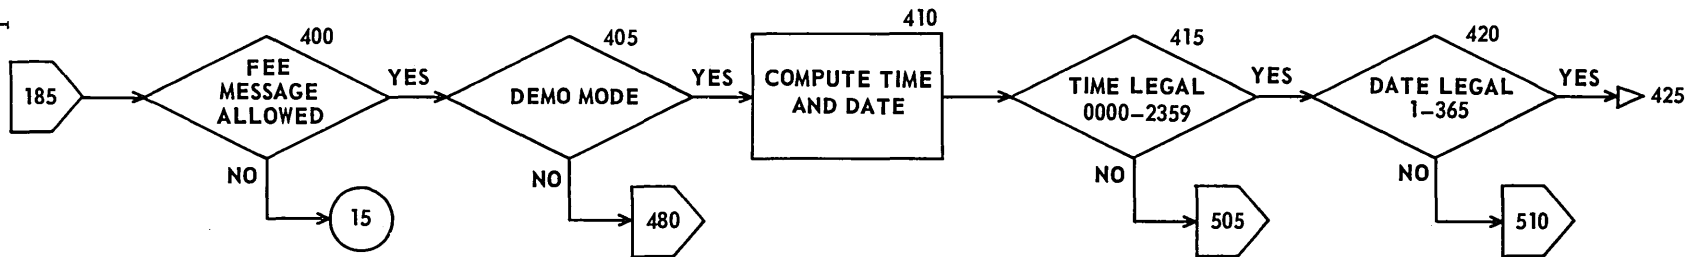 185
400
FEE
MESSAGE
ALLOWED
YES
NO
15
405
DEMO MODE
YES
NO
480
410
COMPUTE TIME
AND DATE
415
TIME LEGAL
0000-2359
YES
NO
505
420
DATE LEGAL
1-365
YES
NO
510
425